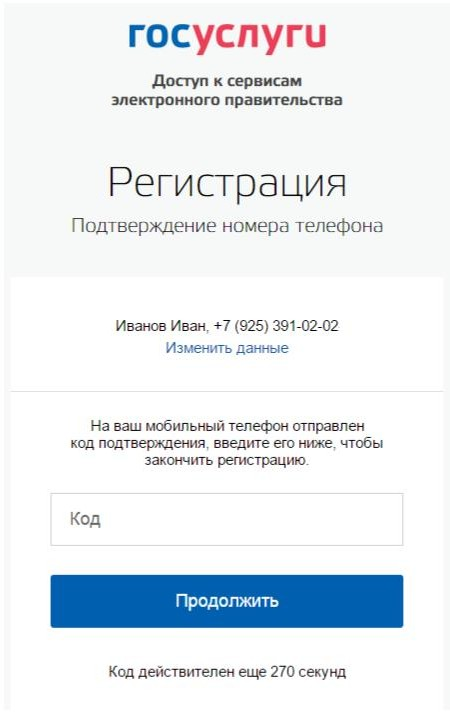 госуслуги
Доступ к сервисам
электронного правительства
Регистрация
Подтверждение номера телефона
Иванов Иван, +7 (925) 391-02-02
Изменить данные
На ваш мобильный телефон отправлен
код подтверждения, введите его ниже, чтобы
закончить регистрацию.
Код
Продолжить
Код действителен еще 270 секунд